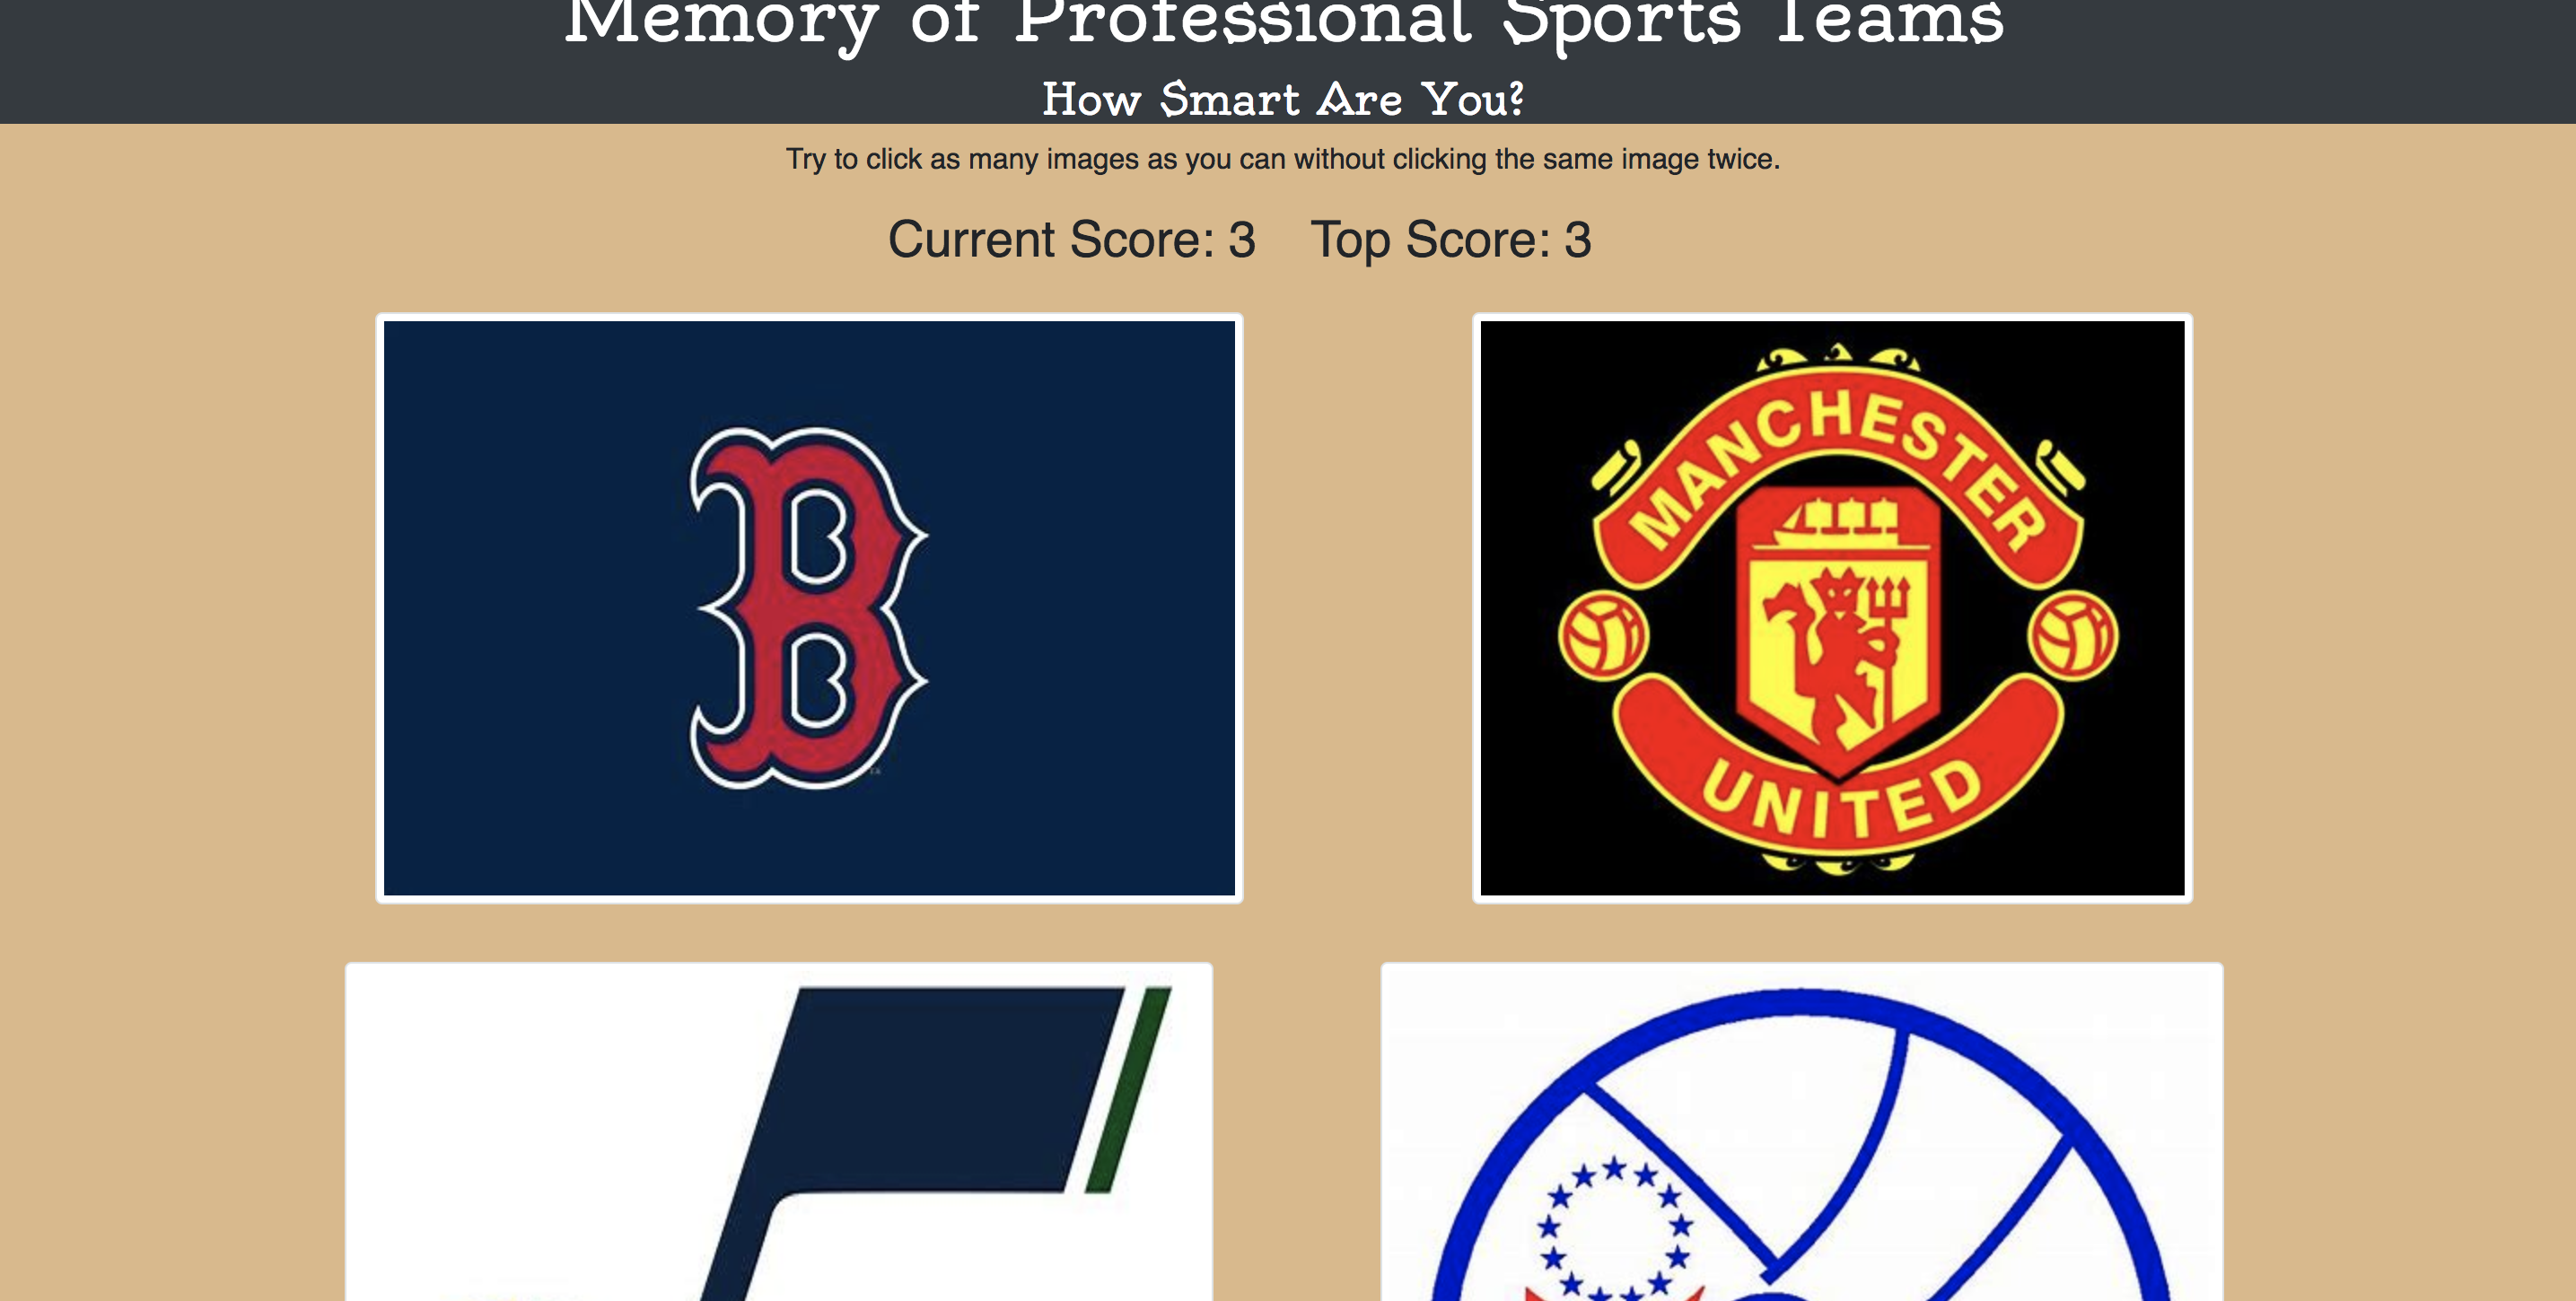 Memory of Professional Sports Teams
How Smart Are You?
Try to click as many images as you can without clicking the same image twice.
Current Score: 3 Top Score: 3
B
MANCHESTER
UNITED